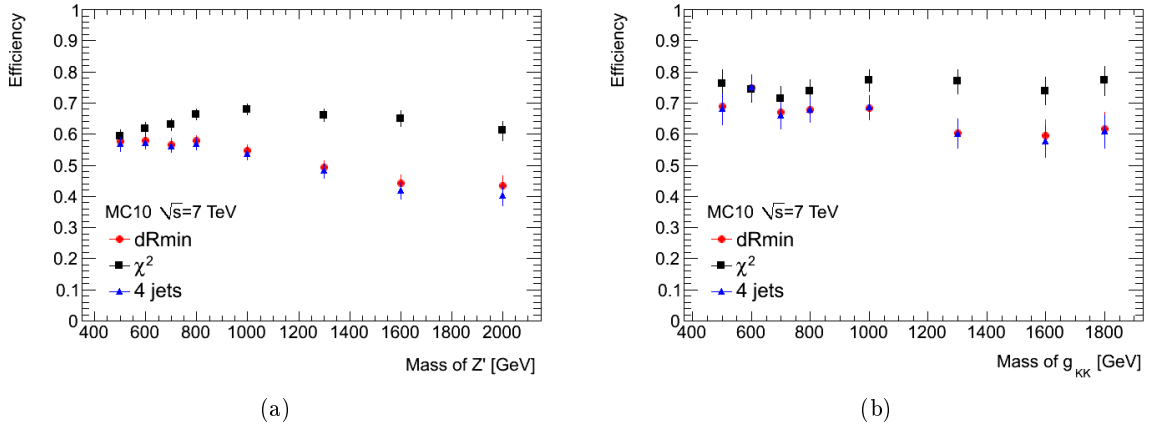 Efficiency
1
0.9
0.8
0.7
0.6
0.5
0.4
0.3
0.2
0.1
0
MC10 √s=7 TeV
dRmin
χ²
4 jets
400 600 800 1000 1200 1400 1600 1800 2000
Mass of Z' [GeV]
(a)
Efficiency
1
0.9
0.8
0.7
0.6
0.5
0.4
0.3
0.2
0.1
0
MC10 √s=7 TeV
dRmin
χ²
4 jets
400 600 800 1000 1200 1400 1600 1800
Mass of g KK [GeV]
(b)